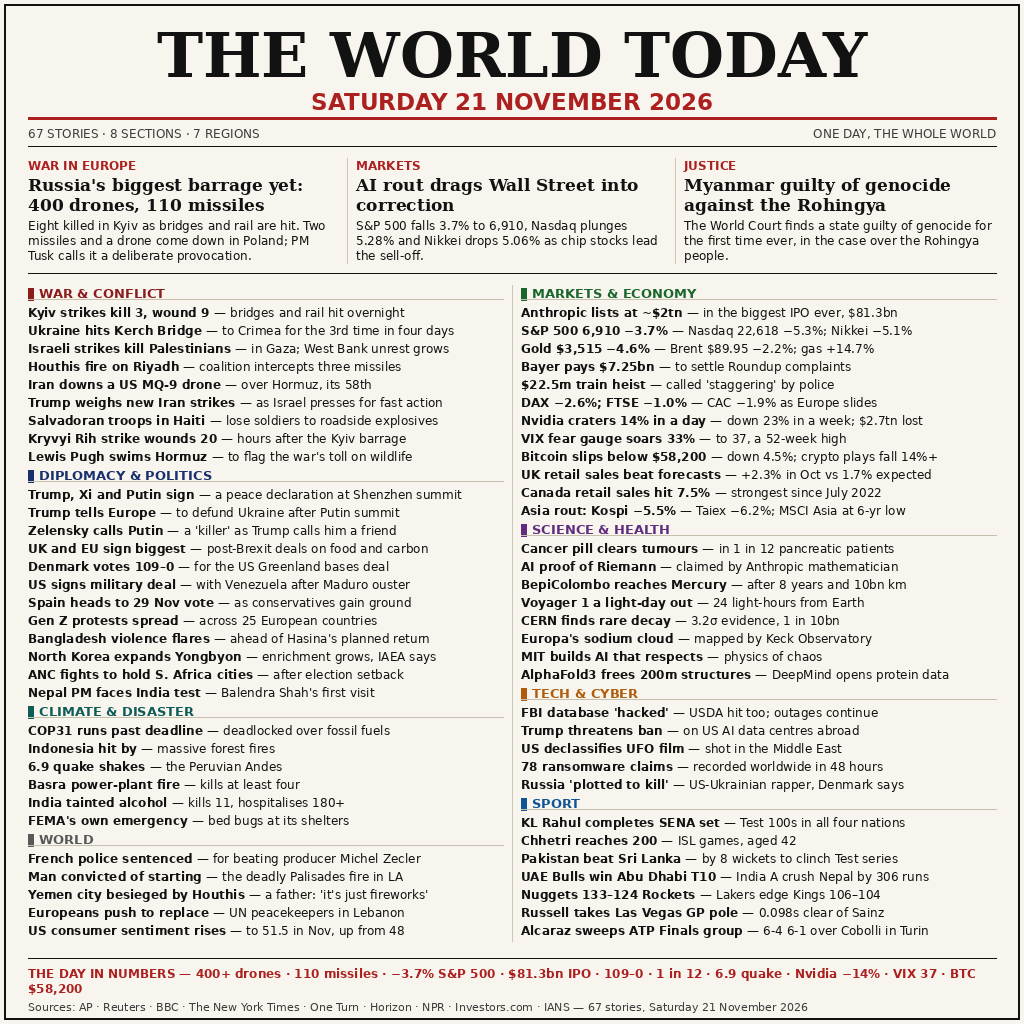 THE WORLD TODAY
SATURDAY 21 NOVEMBER 2026
67 STORIES · 8 SECTIONS · 7 REGIONS
ONE DAY, THE WHOLE WORLD
WAR IN EUROPE
Russia's biggest barrage yet:
400 drones, 110 missiles
Eight killed in Kyiv as bridges and rail are hit. Two
missiles and a drone come down in Poland; PM
Tusk calls it a deliberate provocation.
MARKETS
AI rout drags Wall Street into
correction
S&P 500 falls 3.7% to 6,910, Nasdaq plunges
5.28% and Nikkei drops 5.06% as chip stocks lead
the sell-off.
JUSTICE
Myanmar guilty of genocide
against the Rohingya
The World Court finds a state guilty of genocide for
the first time ever, in the case over the Rohingya
people.
WAR & CONFLICT
Kyiv strikes kill 3, wound 9 — bridges and rail hit overnight
Ukraine hits Kerch Bridge — to Crimea for the 3rd time in four days
Israeli strikes kill Palestinians — in Gaza; West Bank unrest grows
Houthis fire on Riyadh — coalition intercepts three missiles
Iran downs a US MQ-9 drone — over Hormuz, its 58th
Trump weighs new Iran strikes — as Israel presses for fast action
Salvadoran troops in Haiti — lose soldiers to roadside explosives
Kryvyi Rih strike wounds 20 — hours after the Kyiv barrage
Lewis Pugh swims Hormuz — to flag the war's toll on wildlife
DIPLOMACY & POLITICS
Trump, Xi and Putin sign — a peace declaration at Shenzhen summit
Trump tells Europe — to defend Ukraine after Putin summit
Zelensky calls Putin — a 'killer' as Trump calls him a friend
UK and EU sign biggest — post-Brexit deals on food and carbon
Denmark votes 109–0 — for the US Greenland bases deal
US signs military deal — with Venezuela after Maduro ouster
Spain heads to 29 Nov vote — as conservatives gain ground
Gen Z protests spread — across 25 European countries
Bangladesh violence flares — ahead of Hasina's planned return
North Korea expands Yongbyon — enrichment grows, IAEA says
ANC fights to hold S. Africa cities — after election setback
Nepal PM faces India test — Balendra Shah's first visit
CLIMATE & DISASTER
COP31 runs past deadline — deadlocked over fossil fuels
Indonesia hit by — massive forest fires
6.9 quake shakes — the Peruvian Andes
Basra power-plant fire — kills at least four
India tainted alcohol — kills 11, hospitalises 180+
FEMA's own emergency — bed bugs at its shelters
WORLD
French police sentenced — for beating producer Michel Zecler
Man convicted of starting — the deadly Palisades fire in LA
Yemen city besieged by Houthis — a father: 'it's just fireworks'
Europeans push to replace — UN peacekeepers in Lebanon
US consumer sentiment rises — to 51.5 in Nov, up from 48
MARKETS & ECONOMY
Anthropic lists at ~$2tn — in the biggest IPO ever, $81.3bn
S&P 500 6,910 −3.7% — Nasdaq 22,618 −5.3%; Nikkei −5.1%
Gold $3,515 −4.6% — Brent $89.95 −2.2%; gas +14.7%
Bayer pays $7.25bn — to settle Roundup complaints
$22.5m train heist — called 'staggering' by police
DAX −2.6%; FTSE −1.0% — CAC −1.9% as Europe slides
Nvidia craters 14% in a day — down 23% in a week; $2.7tn lost
VIX fear gauge soars 33% — to 37, a 52-week high
Bitcoin slips below $58,200 — down 4.5%; crypto plays fall 14%+
UK retail sales beat forecasts — +2.3% in Oct vs 1.7% expected
Canada retail sales hit 7.5% — strongest since July 2022
Asia rout: Kospi −5.5% — Taiex −6.2%; MSCI Asia at 6-yr low
SCIENCE & HEALTH
Cancer pill clears tumours — in 1 in 12 pancreatic patients
AI proof of Riemann — claimed by Anthropic mathematician
BepiColombo reaches Mercury — after 8 years and 10bn km
Voyager 1 a light-day out — 24 light-hours from Earth
CERN finds rare decay — 3.2σ evidence, 1 in 10bn
Europa's sodium cloud — mapped by Keck Observatory
MIT builds AI that respects — physics of chaos
AlphaFold3 frees 200m structures — DeepMind opens protein data
TECH & CYBER
FBI database 'hacked' — USDA hit too; outages continue
Trump threatens ban — on US AI data centres abroad
US declassifies UFO film — shot in the Middle East
78 ransomware claims — recorded worldwide in 48 hours
Russia 'plotted to kill' — US-Ukrainian rapper, Denmark says
SPORT
KL Rahul completes SENA set — Test 100s in all four nations
Chhetri reaches 200 — ISL games, aged 42
Pakistan beat Sri Lanka — by 8 wickets to clinch Test series
UAE Bulls win Abu Dhabi T10 — India A crush Nepal by 306 runs
Nuggets 133–124 Rockets — Lakers edge Kings 106–104
Russell takes Las Vegas GP pole — 0.098s clear of Sainz
Alcaraz sweeps ATP Finals group — 6-4 6-1 over Cobolli in Turin
THE DAY IN NUMBERS — 400+ drones · 110 missiles · −3.7% S&P 500 · $81.3bn IPO · 109–0 · 1 in 12 · 6.9 quake · Nvidia −14% · VIX 37 · BTC
$58,200
Sources: AP · Reuters · BBC · The New York Times · One Turn · Horizon · NPR · Investors.com · IANS — 67 stories, Saturday 21 November 2026